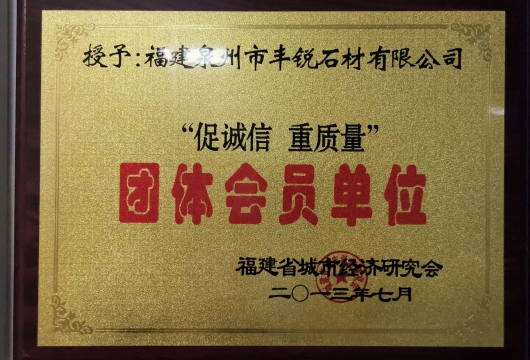 授予：福建泉州市丰锐石材有限公司
“促诚信 重质量”
团体会员单位
福建省城市经济研究会
二〇一三年七月